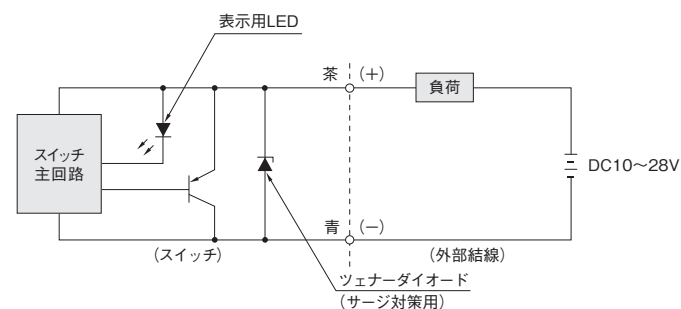 表示用LED
茶 (+)
負荷
スイッチ
主回路
DC10～28V
青 (−)
(スイッチ)
(外部結線)
ツェナーダイオード
(サージ対策用)